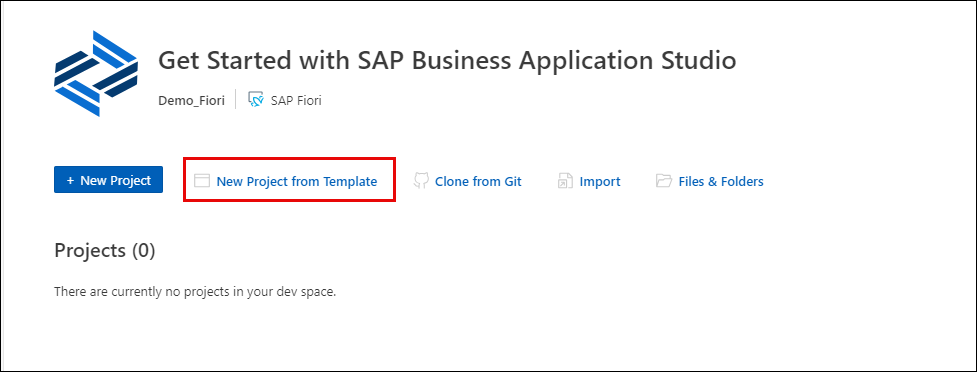 Get Started with SAP Business Application Studio
Demo_Fiori SAP Fiori
+ New Project New Project from Template Clone from Git Import Files & Folders
Projects (0)
There are currently no projects in your dev space.